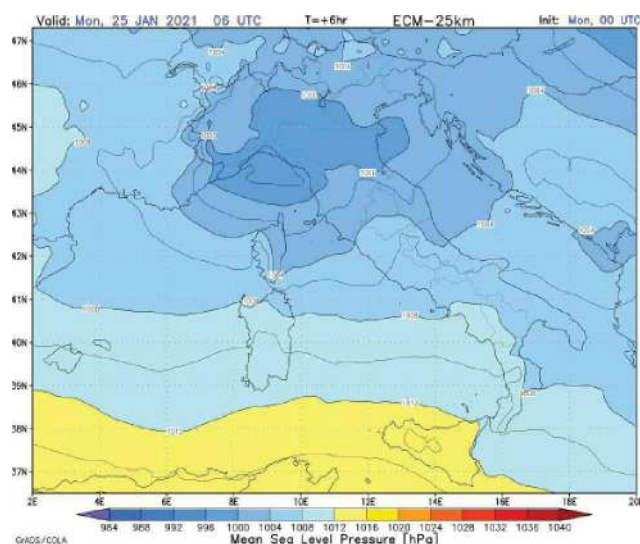 Valid: Mon, 25 JAN 2021 06 UTC T=+6hr ECM-25km Init: Mon, 00 UTC
47N
46N
45N
44N
43N
42N
41N
40N
39N
38N
37N
2E 4E 6E 8E 10E 12E 14E 16E 18E 20E
984 988 992 996 1000 1004 1008 1012 1016 1020 1024 1028 1032 1036 1040
GrADS/COLA Mean Sea Level Pressure [hPa]